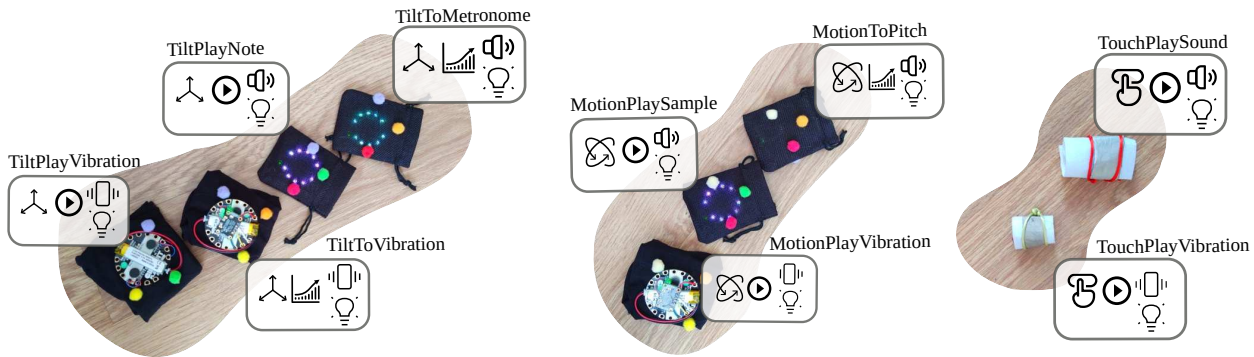 TiltToMetronome
TiltPlayNote
TiltPlayVibration
TiltToVibration
MotionToPitch
MotionPlaySample
MotionPlayVibration
TouchPlaySound
TouchPlayVibration